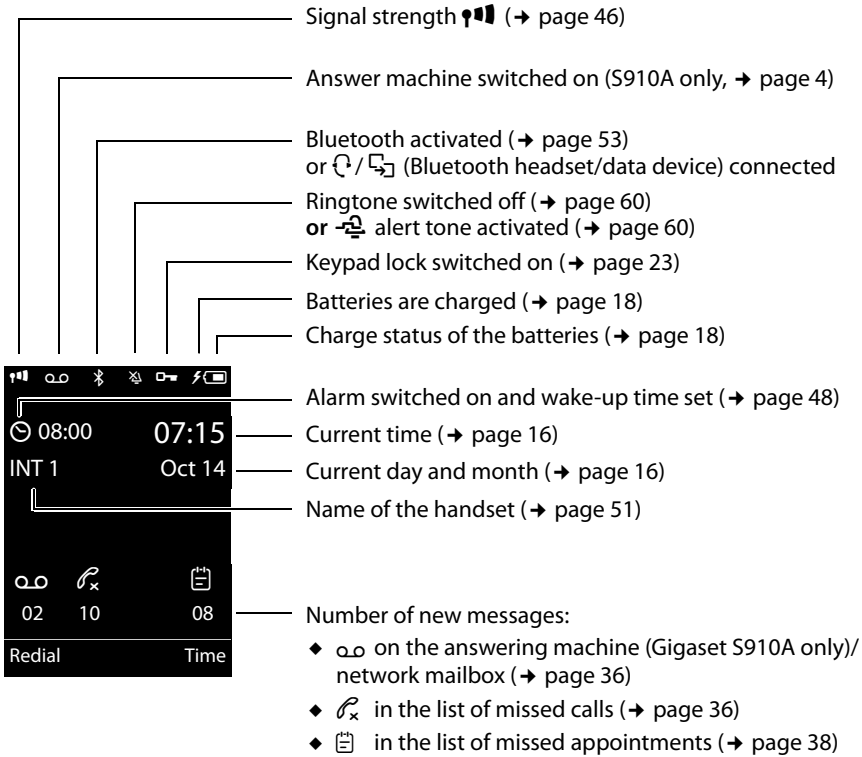 Signal strength (➔ page 46)
Answer machine switched on (S910A only, ➔ page 4)
Bluetooth activated (➔ page 53)
or / (Bluetooth headset/data device) connected
Ringtone switched off (➔ page 60)
or alert tone activated (➔ page 60)
Keypad lock switched on (➔ page 23)
Batteries are charged (➔ page 18)
Charge status of the batteries (➔ page 18)
Alarm switched on and wake-up time set (➔ page 48)
08:00 07:15
Current time (➔ page 16)
INT 1 Oct 14
Current day and month (➔ page 16)
Name of the handset (➔ page 51)
02 10 08
Number of new messages:
◆ on the answering machine (Gigaset S910A only)/
network mailbox (➔ page 36)
Redial Time
◆ in the list of missed calls (➔ page 36)
◆ in the list of missed appointments (➔ page 38)